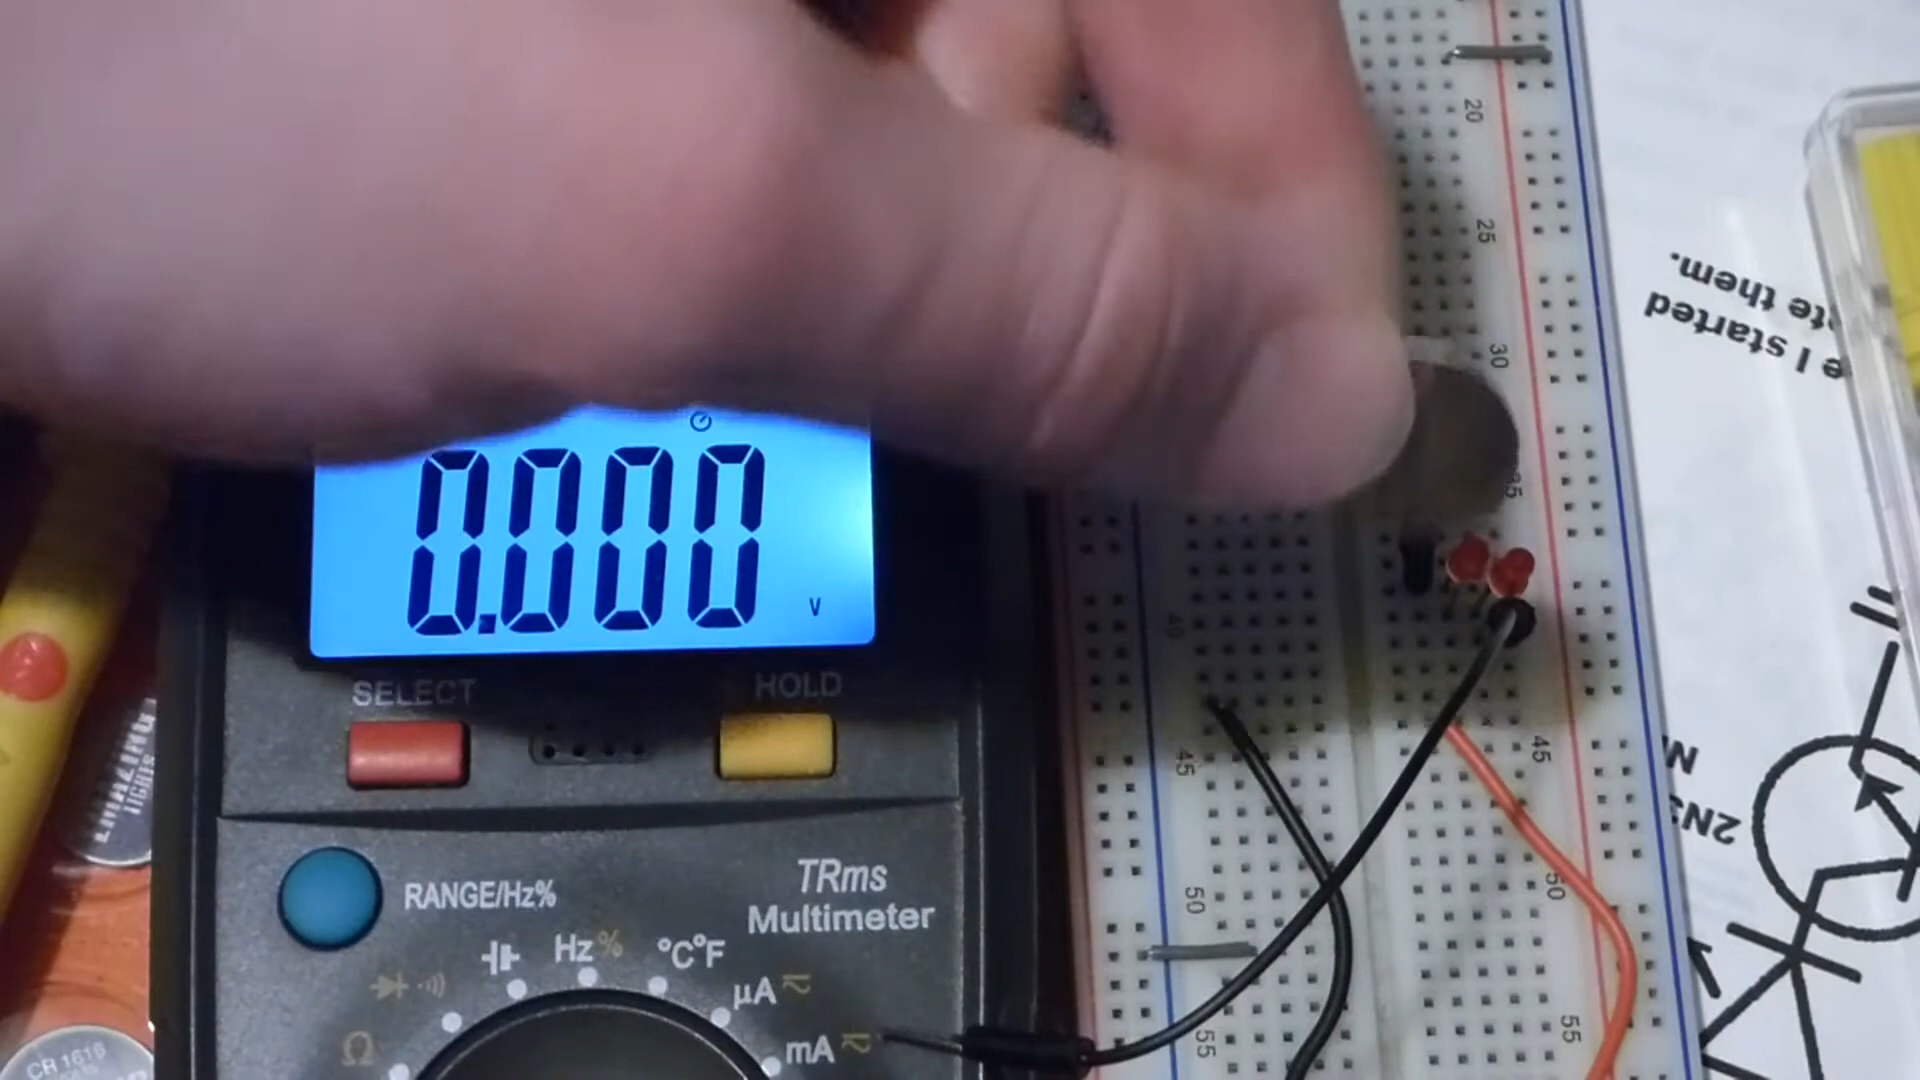 20
25
te them.
e I started
30
35
0.000
V
SELECT
HOLD
40
45
45
2N
RANGE/Hz%
TRms
Multimeter
50
50
Hz %
°C°F
µA
mA
Ω
55
55
CR 1616